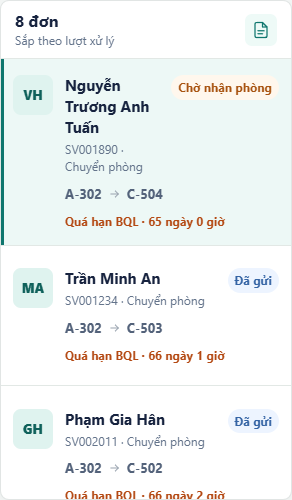 8 đơn
Sắp theo lượt xử lý
VH
Nguyễn
Trương Anh
Tuấn
Chờ nhận phòng
SV001890 ·
Chuyển phòng
A-302 → C-504
Quá hạn BQL · 65 ngày 0 giờ
MA
Trần Minh An
Đã gửi
SV001234 · Chuyển phòng
A-302 → C-503
Quá hạn BQL · 66 ngày 1 giờ
GH
Phạm Gia Hân
Đã gửi
SV002011 · Chuyển phòng
A-302 → C-502
Quá hạn BQL · 66 ngày 2 giờ